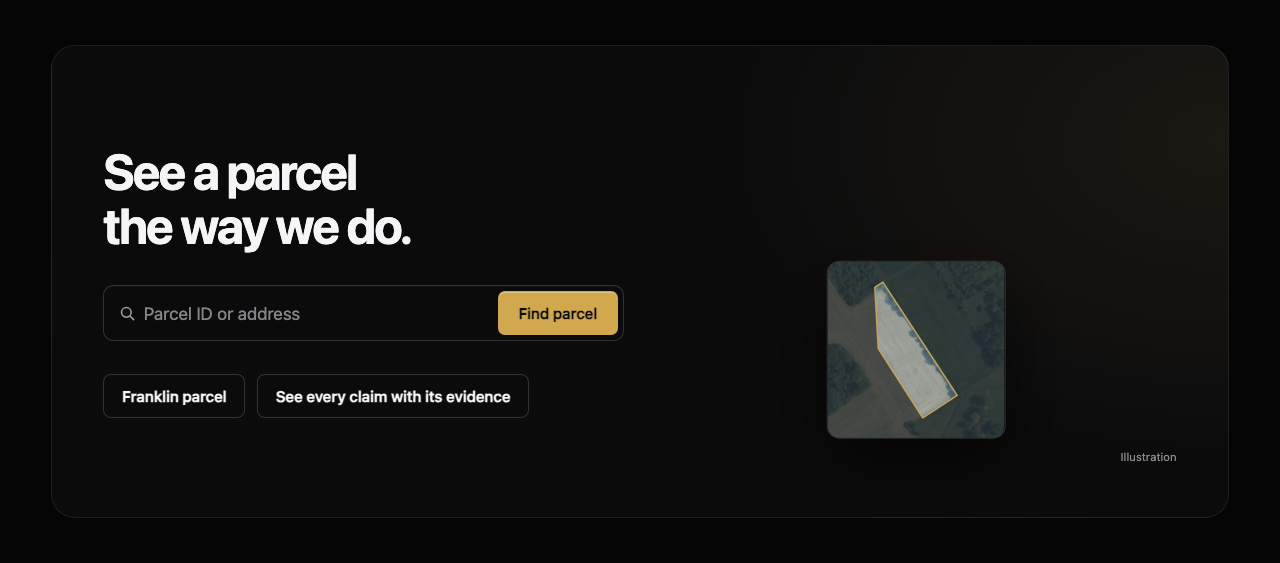 See a parcel
the way we do.
Parcel ID or address
Find parcel
Franklin parcel
See every claim with its evidence
Illustration